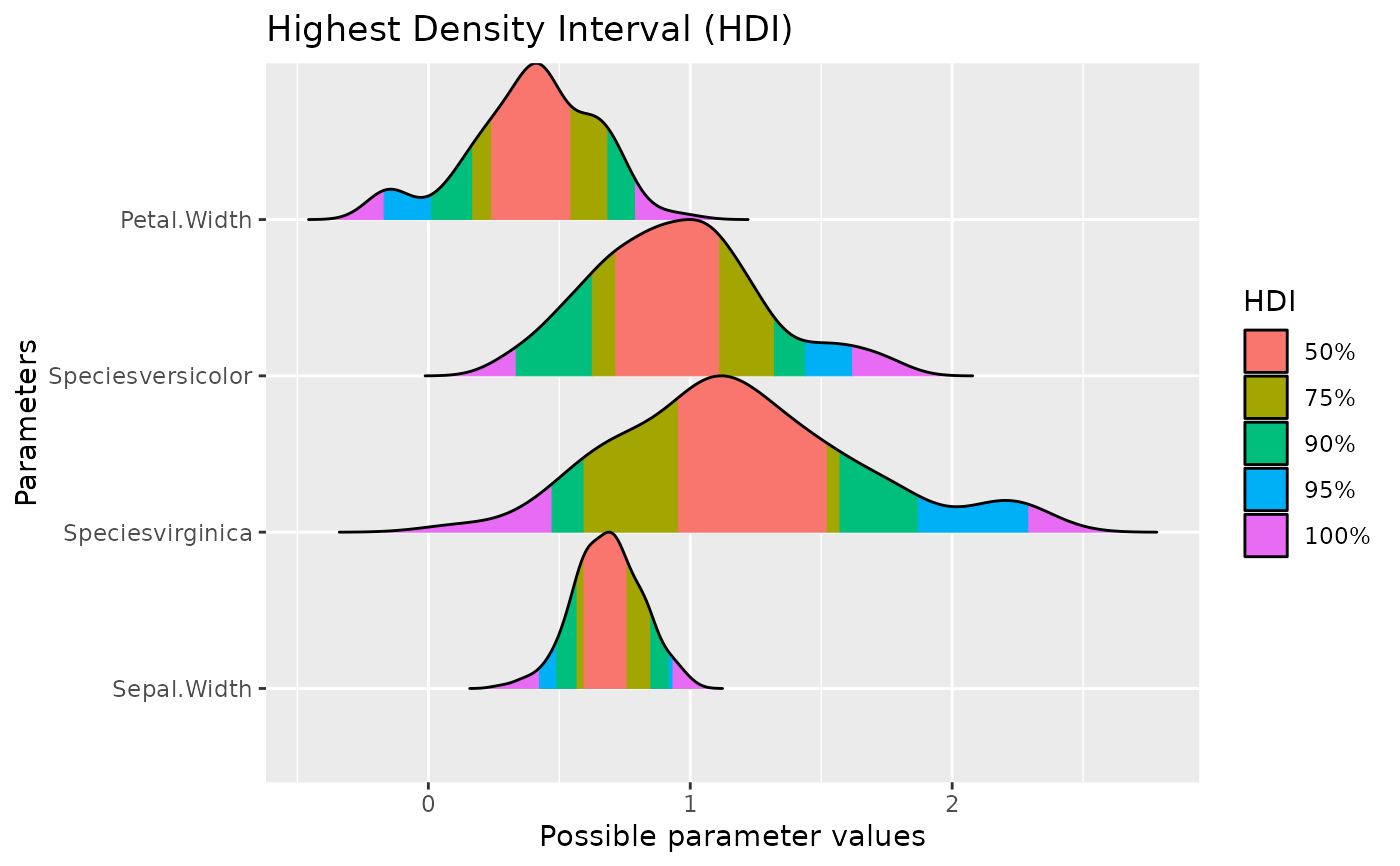 Highest Density Interval (HDI)
Parameters
Petal.Width
Speciesversicolor
Speciesvirginica
Sepal.Width
0
1
2
Possible parameter values
HDI
50%
75%
90%
95%
100%